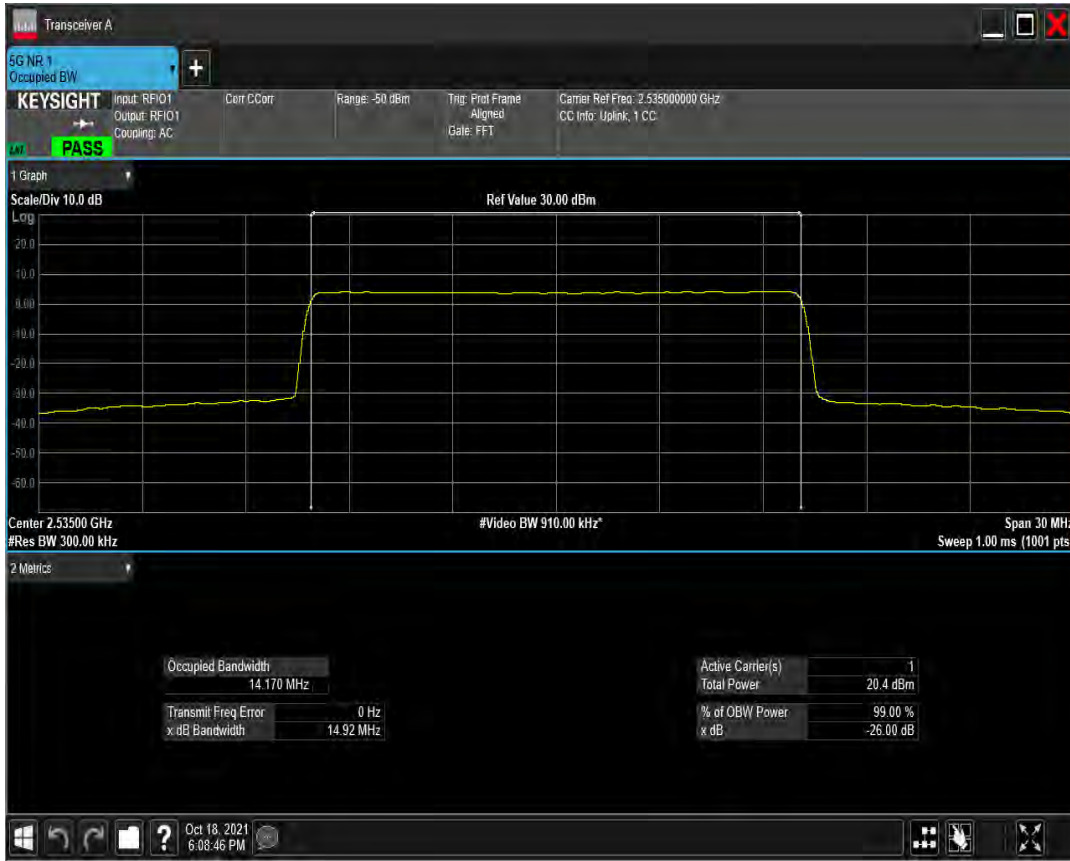 Transceiver A
5G NR 1
Occupied BW
+
KEYSIGHT
PASS
Input: RFIO1
Output: RFIO1
Coupling: AC
Corr CCorr
Range: -50 dBm
Trig: Prot Frame
Aligned
Gate: FFT
Carrier Ref Freq: 2.535000000 GHz
CC Info: Uplink, 1 CC
1 Graph
Scale/Div 10.0 dB
Ref Value 30.00 dBm
Log
20.0
10.0
0.00
-10.0
-20.0
-30.0
-40.0
-50.0
-60.0
Center 2.53500 GHz
#Video BW 910.00 kHz*
Span 30 MHz
#Res BW 300.00 kHz
Sweep 1.00 ms (1001 pts
2 Metrics
Occupied Bandwidth
14.170 MHz
Transmit Freq Error 0 Hz
x dB Bandwidth 14.92 MHz
Active Carrier(s) 1
Total Power 20.4 dBm
% of OBW Power 99.00 %
x dB -26.00 dB
?
Oct 18, 2021
6:08:46 PM